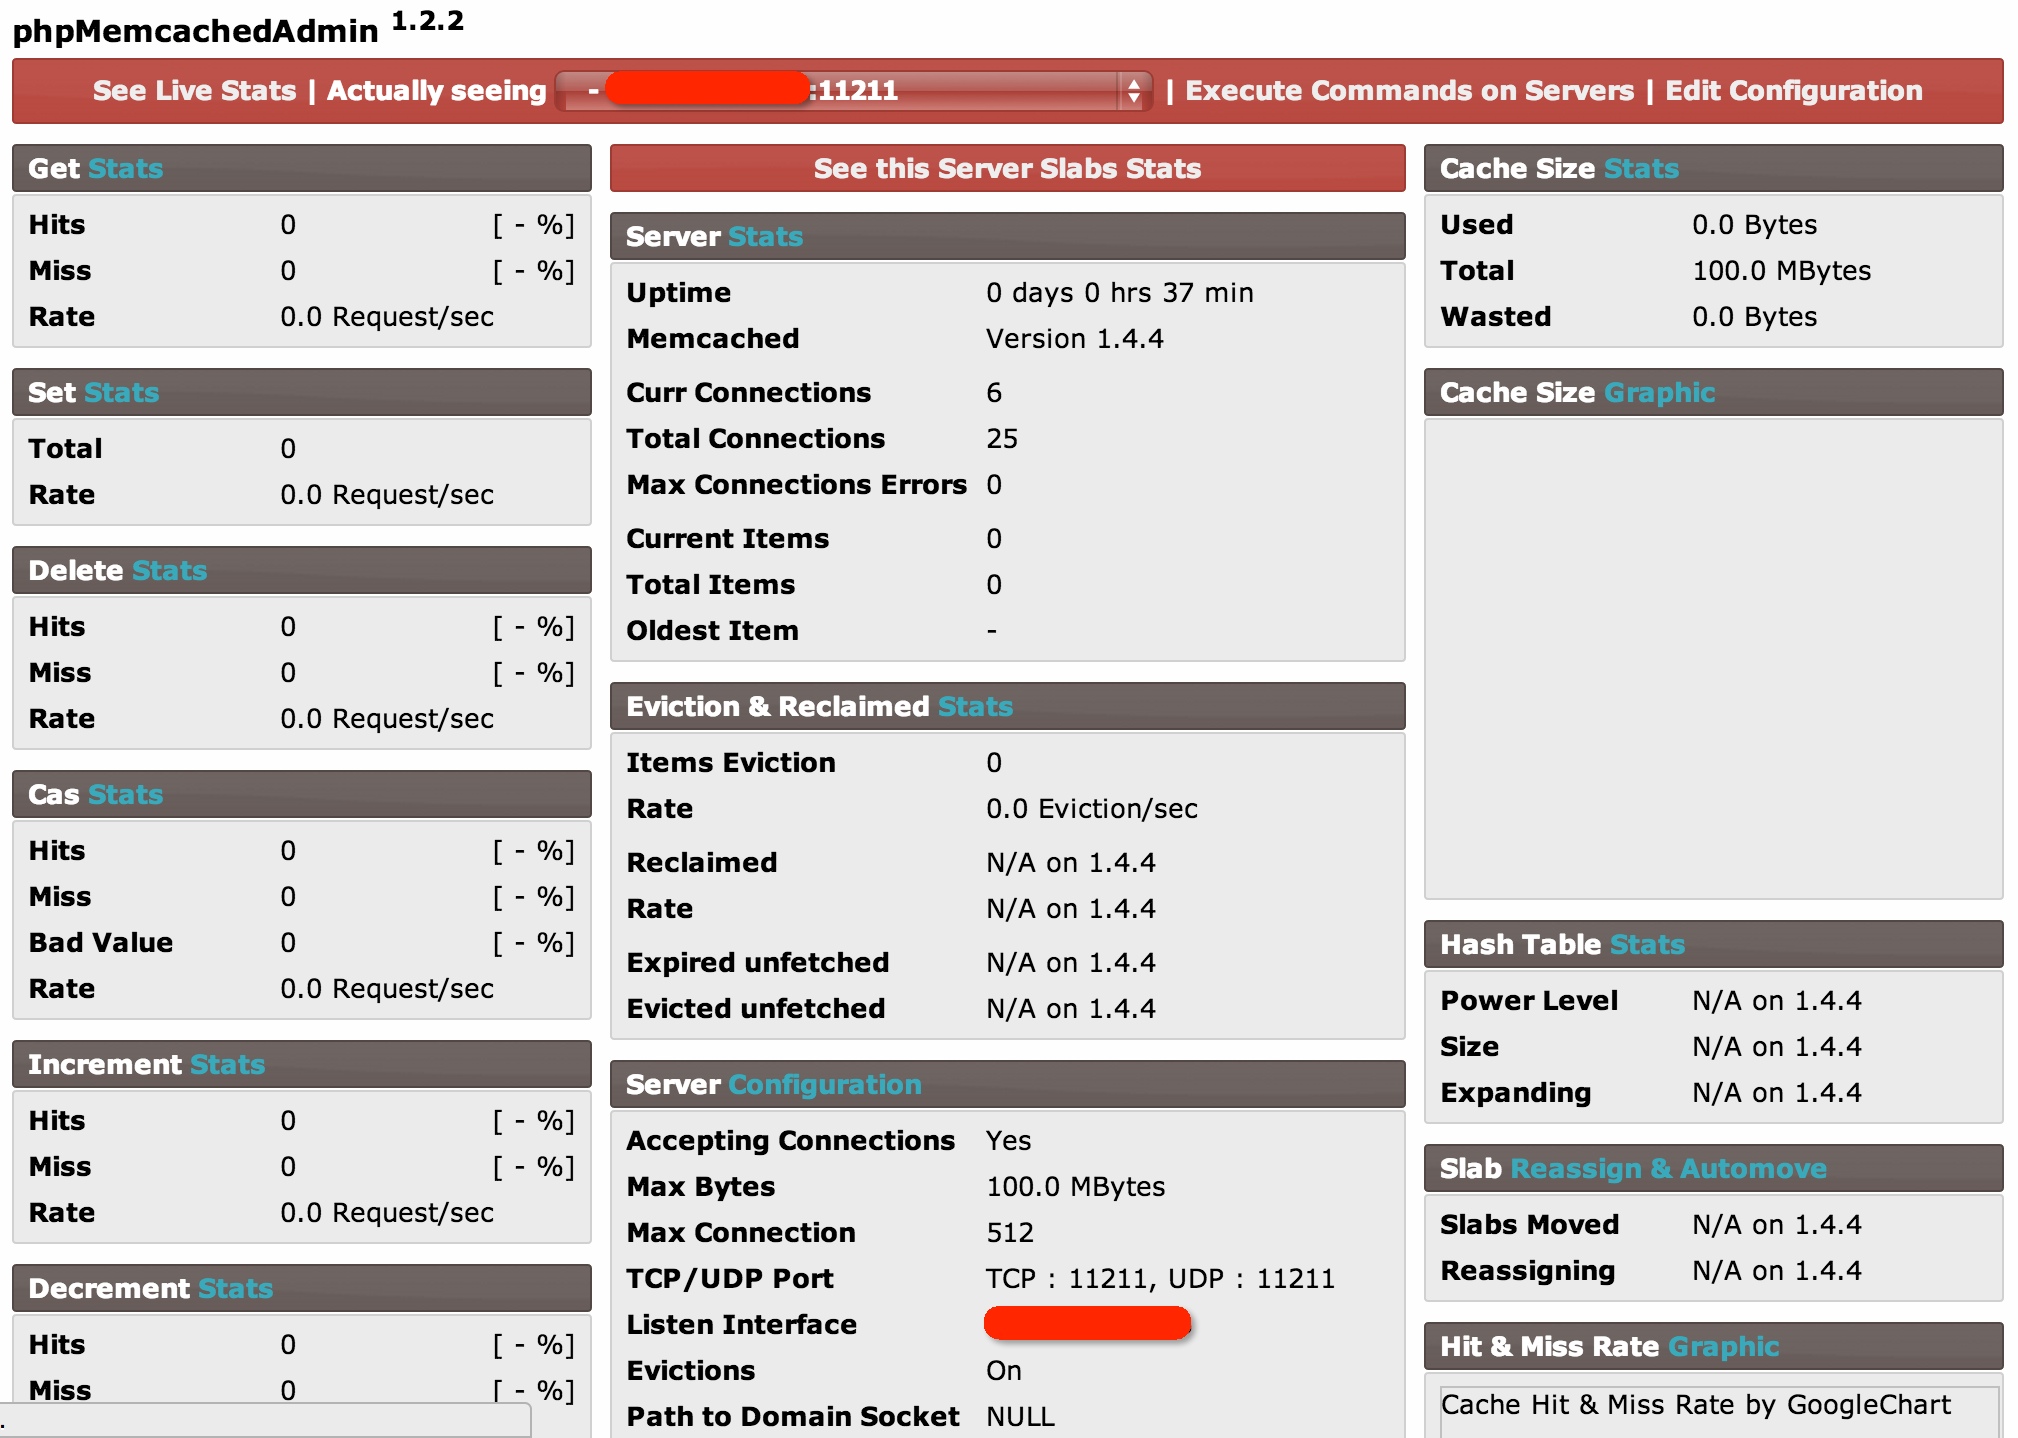 phpMemcachedAdmin 1.2.2
See Live Stats | Actually seeing - :11211 | Execute Commands on Servers | Edit Configuration
Get Stats
Hits 0 [ - %]
Miss 0 [ - %]
Rate 0.0 Request/sec
Set Stats
Total 0
Rate 0.0 Request/sec
Delete Stats
Hits 0 [ - %]
Miss 0 [ - %]
Rate 0.0 Request/sec
Cas Stats
Hits 0 [ - %]
Miss 0 [ - %]
Bad Value 0 [ - %]
Rate 0.0 Request/sec
Increment Stats
Hits 0 [ - %]
Miss 0 [ - %]
Rate 0.0 Request/sec
Decrement Stats
Hits 0 [ - %]
Miss 0 [ - %]
.
See this Server Slabs Stats
Server Stats
Uptime 0 days 0 hrs 37 min
Memcached Version 1.4.4
Curr Connections 6
Total Connections 25
Max Connections Errors 0
Current Items 0
Total Items 0
Oldest Item -
Eviction & Reclaimed Stats
Items Eviction 0
Rate 0.0 Eviction/sec
Reclaimed N/A on 1.4.4
Rate N/A on 1.4.4
Expired unfetched N/A on 1.4.4
Evicted unfetched N/A on 1.4.4
Server Configuration
Accepting Connections Yes
Max Bytes 100.0 MBytes
Max Connection 512
TCP/UDP Port TCP : 11211, UDP : 11211
Listen Interface
Evictions On
Path to Domain Socket NULL
Cache Size Stats
Used 0.0 Bytes
Total 100.0 MBytes
Wasted 0.0 Bytes
Cache Size Graphic
Hash Table Stats
Power Level N/A on 1.4.4
Size N/A on 1.4.4
Expanding N/A on 1.4.4
Slab Reassign & Automove
Slabs Moved N/A on 1.4.4
Reassigning N/A on 1.4.4
Hit & Miss Rate Graphic
Cache Hit & Miss Rate by GoogleChart